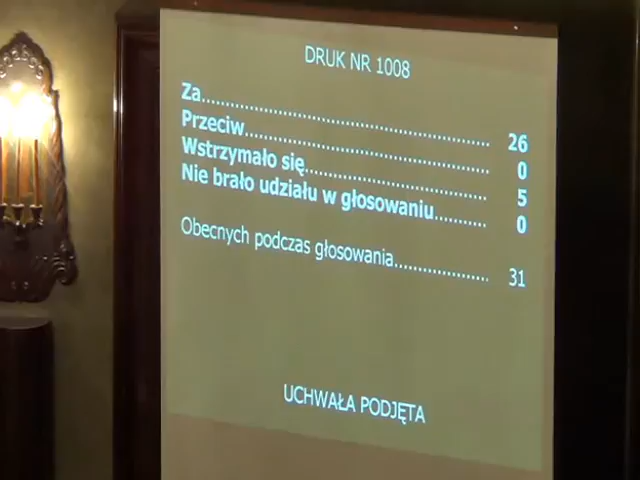 DRUK NR 1008
Za.................................................. 26
Przeciw.......................................... 0
Wstrzymało się............................... 5
Nie brało udziału w głosowaniu.......... 0
Obecnych podczas głosowania.................. 31
UCHWAŁA PODJĘTA